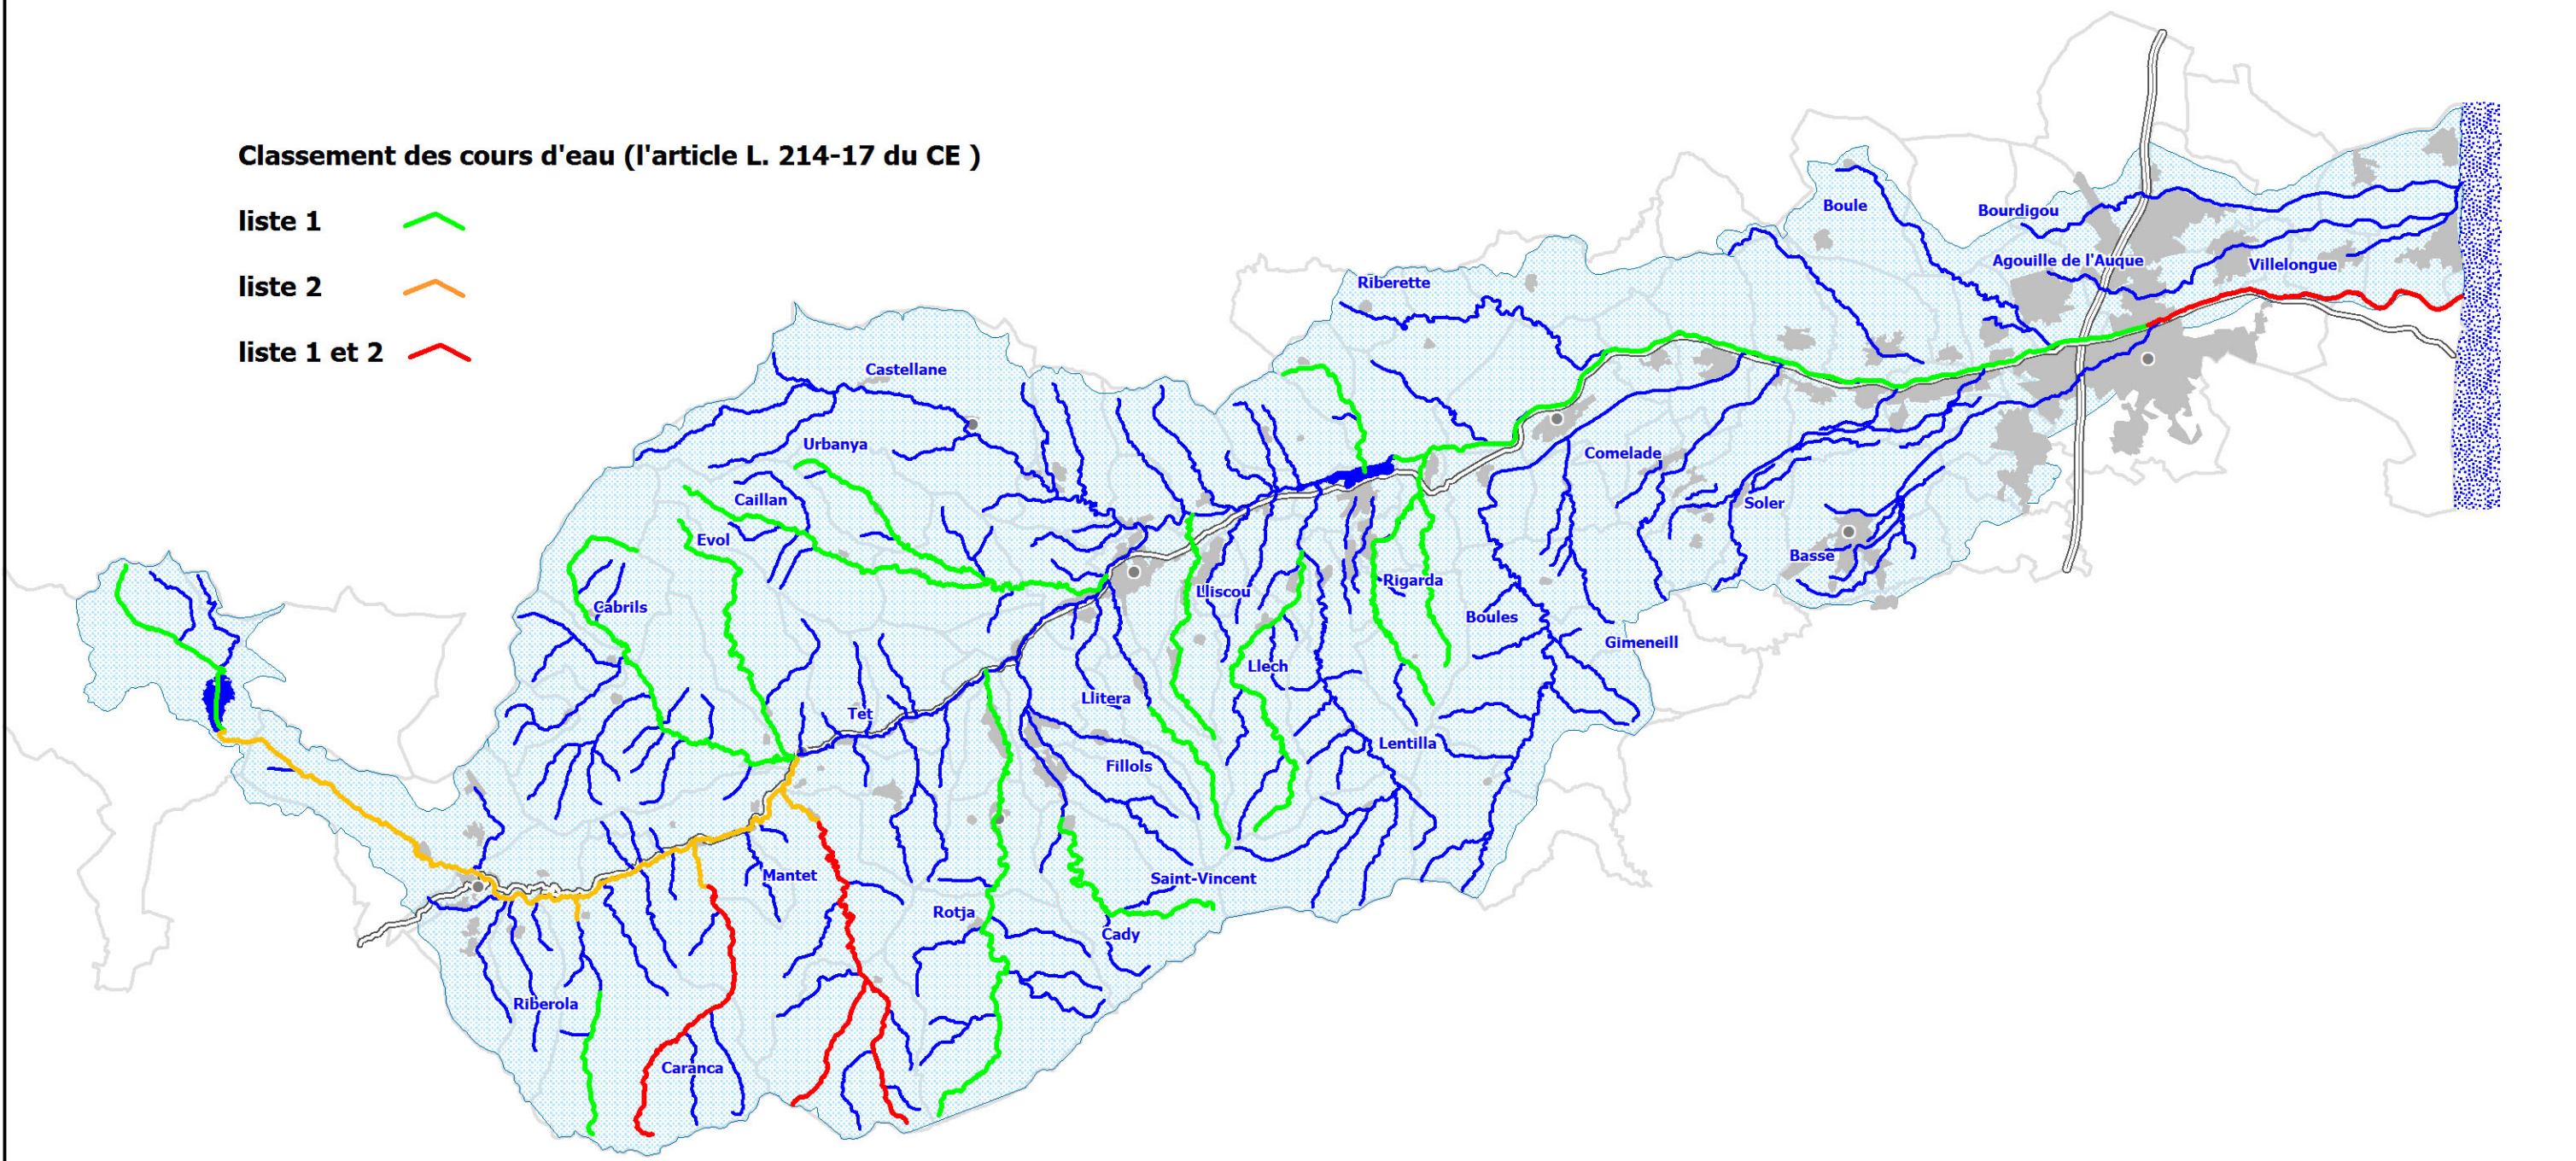 Classement des cours d'eau (l'article L. 214-17 du CE )
liste 1
liste 2
liste 1 et 2
Boule
Bourdigou
Agouille de l'Auque
Villelongue
Riberette
Castellane
Urbanya
Comelade
Caillan
Soler
Evol
Basse
Rigarda
Lliscou
Cabrils
Boules
Gimeneill
Llech
Llitera
Tet
Lentilla
Fillols
Mantet
Saint-Vincent
Rotja
Cady
Riberola
Caranca